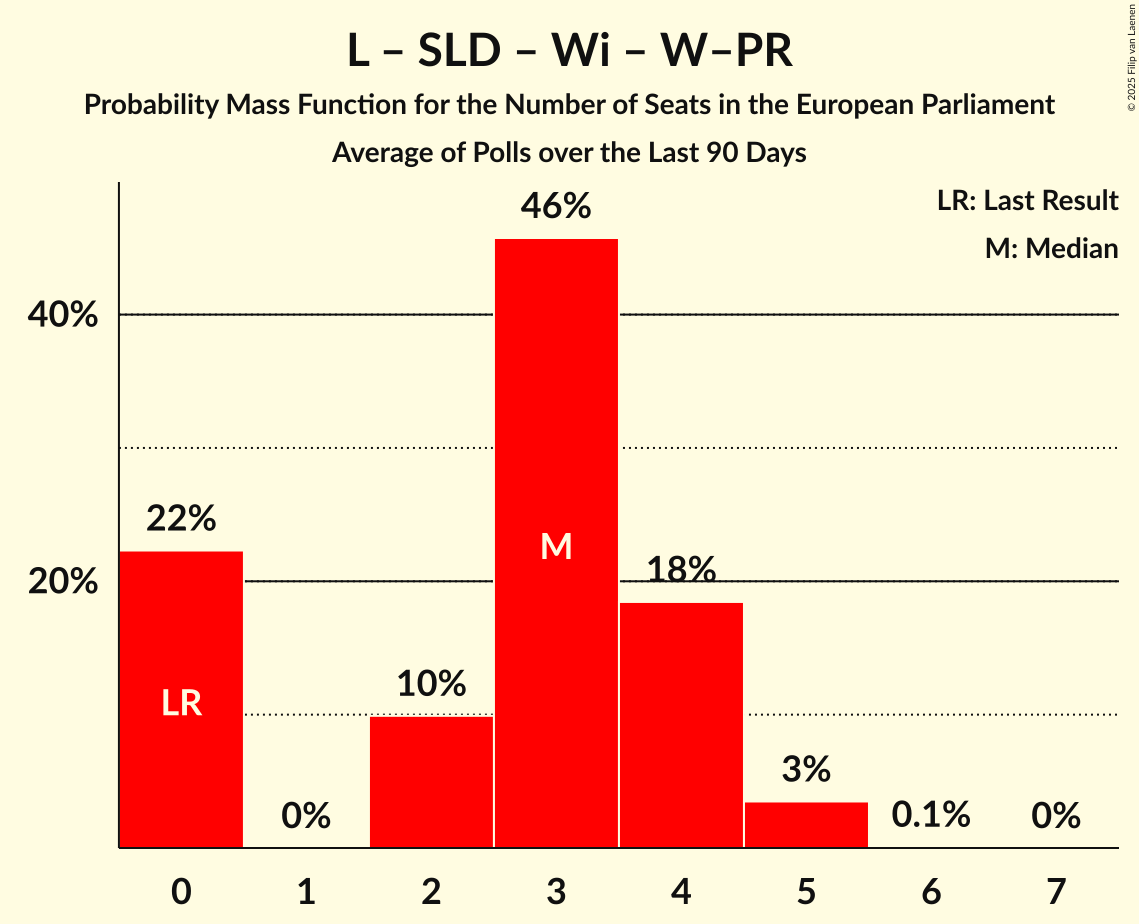 L – SLD – Wi – W–PR
Probability Mass Function for the Number of Seats in the European Parliament
Average of Polls over the Last 90 Days
© 2025 Filip van Laenen
LR: Last Result
M: Median
46%
40%
22%
M
18%
20%
10%
LR
3%
0%
0.1%
0%
0 1 2 3 4 5 6 7